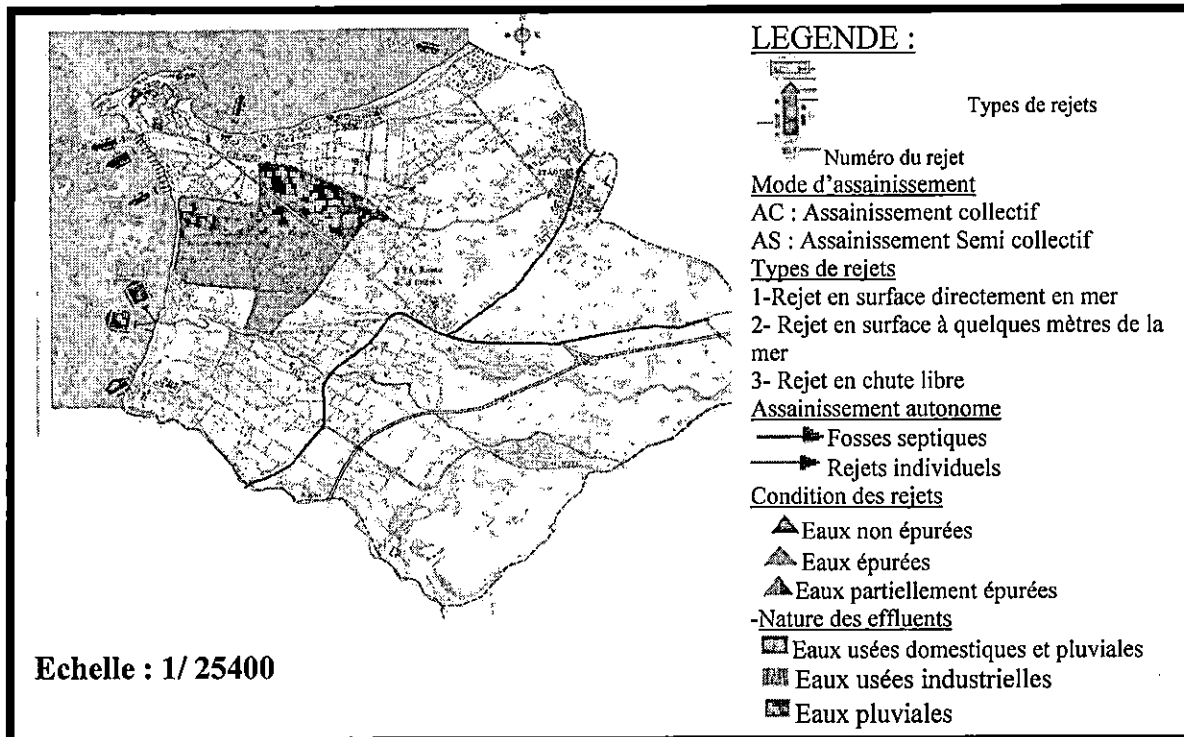 N
LEGENDE :
Types de rejets
Numéro du rejet
Mode d'assainissement
AC : Assainissement collectif
AS : Assainissement Semi collectif
Types de rejets
1-Rejet en surface directement en mer
2- Rejet en surface à quelques mètres de la
mer
3- Rejet en chute libre
Assainissement autonome
Fosses septiques
Rejets individuels
Condition des rejets
Eaux non épurées
Eaux épurées
Eaux partiellement épurées
-Nature des effluents
Eaux usées domestiques et pluviales
Eaux usées industrielles
Eaux pluviales
Echelle : 1/ 25400